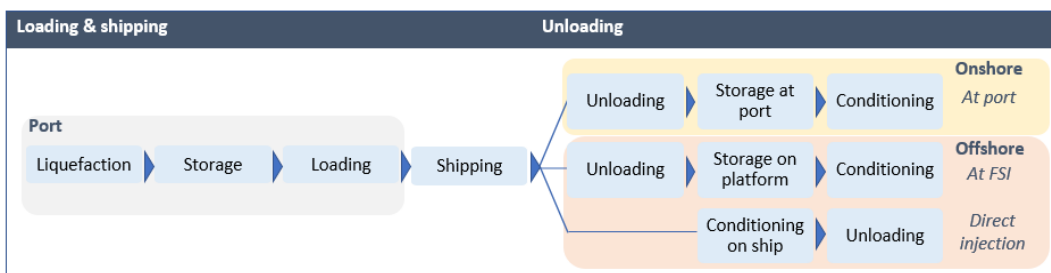 Loading & shipping
Unloading
Port
Liquefaction
Storage
Loading
Shipping
Onshore
At port
Unloading
Storage at
port
Conditioning
Offshore
At FSI
Unloading
Storage on
platform
Conditioning
Direct
injection
Conditioning
on ship
Unloading